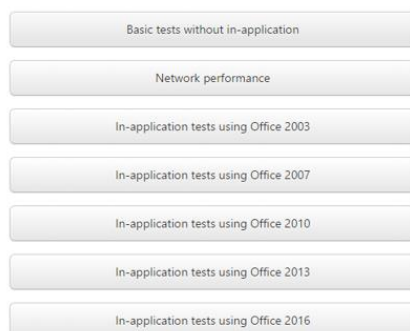 Basic tests without in-application
Network performance
In-application tests using Office 2003
In-application tests using Office 2007
In-application tests using Office 2010
In-application tests using Office 2013
In-application tests using Office 2016